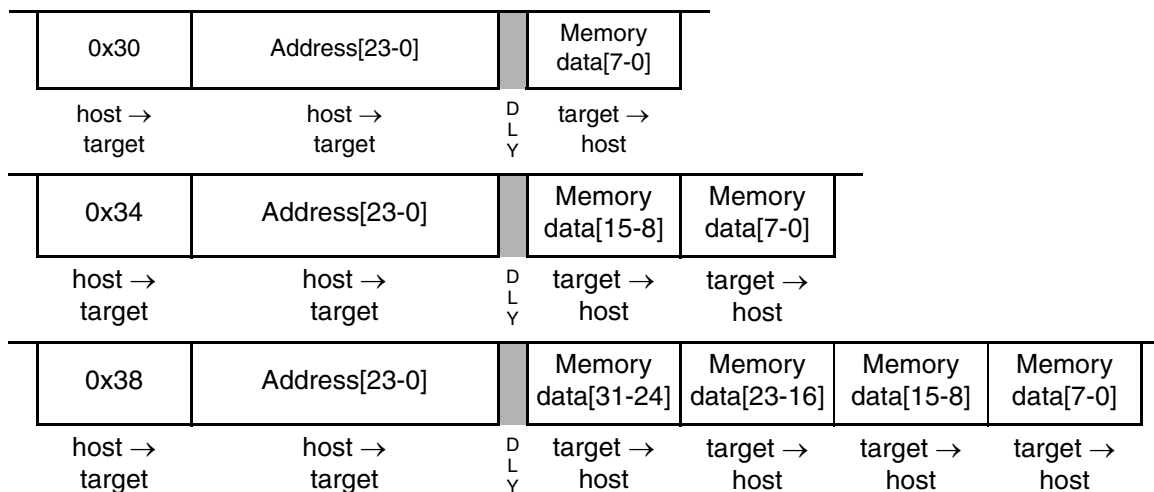 0x30 Address[23-0] Memory
data[7-0]
host → host → D target →
target target L host
Y
0x34 Address[23-0] Memory Memory
data[15-8] data[7-0]
host → host → D target → target →
target target L host host
Y
0x38 Address[23-0] Memory Memory Memory Memory
data[31-24] data[23-16] data[15-8] data[7-0]
host → host → D target → target → target → target →
target target L host host host host
Y